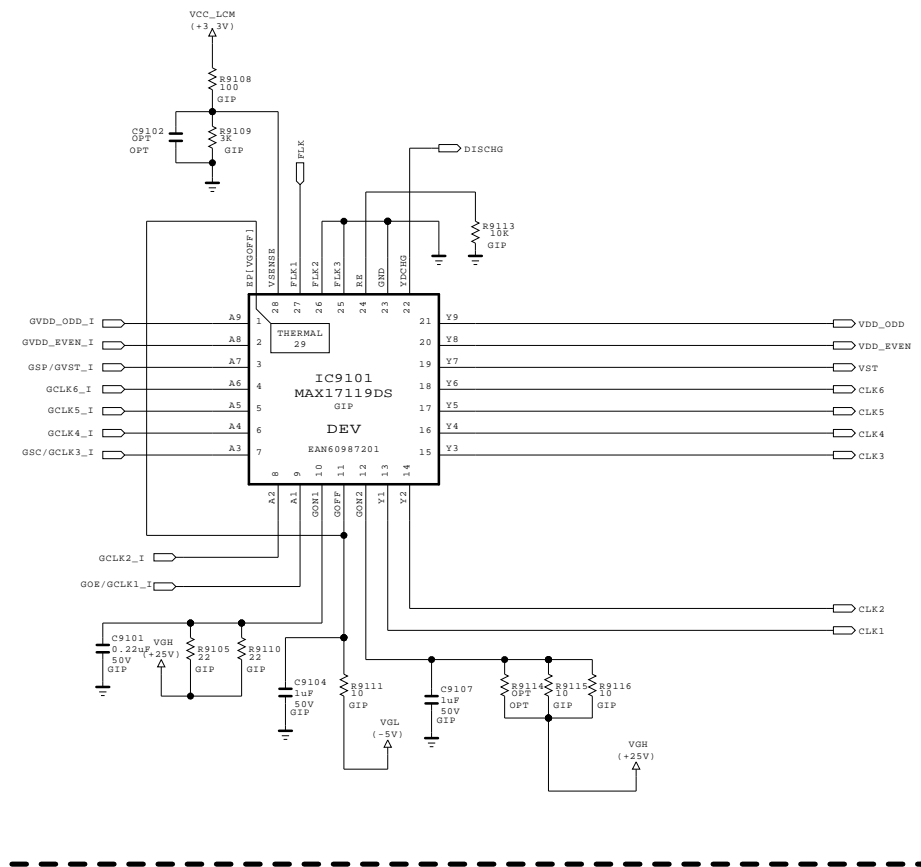 VCC_LCM
(+3.3V)
R9108
100
GIP
C9102
OPT
OPT
R9109
3K
GIP
FLK
DISCHG
R9113
10K
GIP
EP[VGOFF]
VSENSE
FLK1
FLK2
FLK3
RE
GND
YDCHG
28
27
26
25
24
23
22
GVDD_ODD_I
A9
1
GVDD_EVEN_I
A8
2
GSP/GVST_I
A7
3
GCLK6_I
A6
4
GCLK5_I
A5
5
GCLK4_I
A4
6
GSC/GCLK3_I
A3
7
THERMAL
29
IC9101
MAX17119DS
GIP
DEV
EAN60987201
21
Y9
VDD_ODD
20
Y8
VDD_EVEN
19
Y7
VST
18
Y6
CLK6
17
Y5
CLK5
16
Y4
CLK4
15
Y3
CLK3
8
9
10
11
12
13
14
A2
A1
GON1
GOFF
GON2
Y1
Y2
GCLK2_I
GOE/GCLK1_I
CLK2
CLK1
C9101
0.22uF
50V
GIP
VGH
(+25V)
R9105
22
GIP
R9110
22
GIP
C9104
1uF
50V
GIP
R9111
10
GIP
VGL
(-5V)
C9107
1uF
50V
GIP
R9114
OPT
OPT
R9115
10
GIP
R9116
10
GIP
VGH
(+25V)